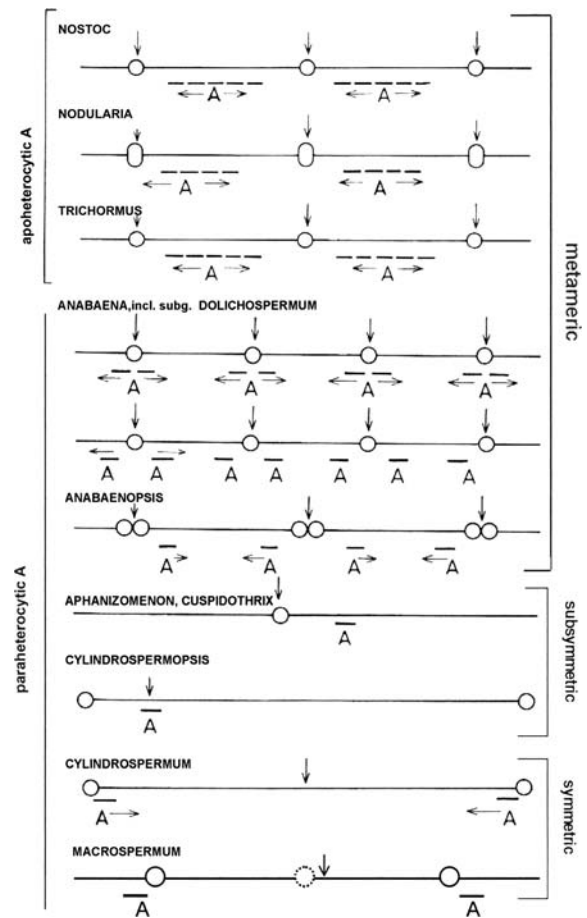 NOSTOC
A A
NODULARIA
A A
TRICHORMUS
A A
apoheterocytic A
ANABAENA,incl. subg. DOLICHOSPERMUM
A A A A
A A A A A A A
ANABAENOPSIS
A A A A
metameric
APHANIZOMENON, CUSPIDOTHRIX
A
CYLINDROSPERMOPSIS
A
subsymmetric
CYLINDROSPERMUM
A A
MACROSPERMUM
A A
symmetric
paraheterocytic A